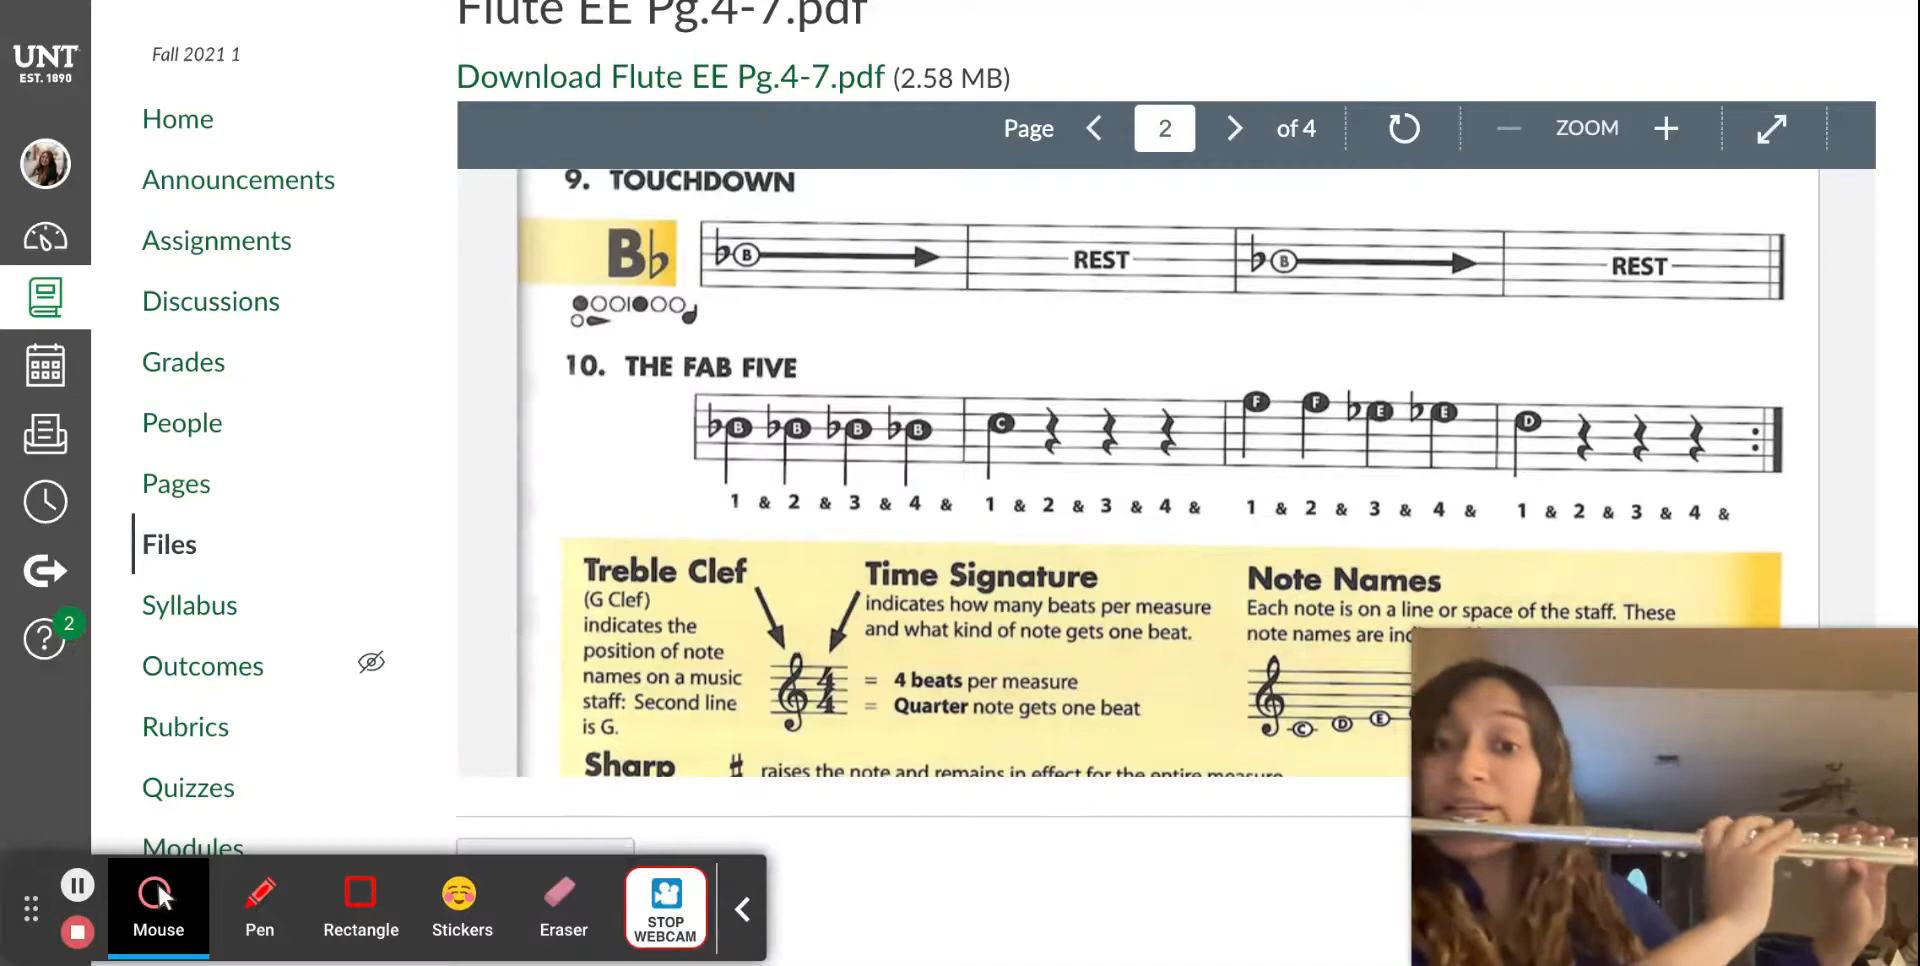 Flute EE Pg.4-7.pdf
UNT
EST. 1890
Fall 2021 1
Download Flute EE Pg.4-7.pdf (2.58 MB)
Home
Announcements
Assignments
Discussions
Grades
People
Pages
Files
Syllabus
Outcomes
Rubrics
Quizzes
Modules
2
Page 2 of 4 ZOOM
9. TOUCHDOWN
B♭
♭ B REST ♭ B REST
10. THE FAB FIVE
♭ B ♭ B ♭ B ♭ B C F F ♭ E ♭ E D
1 & 2 & 3 & 4 & 1 & 2 & 3 & 4 & 1 & 2 & 3 & 4 & 1 & 2 & 3 & 4 &
Treble Clef
(G Clef)
indicates the
position of note
names on a music
staff: Second line
is G.
Time Signature
indicates how many beats per measure
and what kind of note gets one beat.
4
4
= 4 beats per measure
= Quarter note gets one beat
Note Names
Each note is on a line or space of the staff. These
note names are
C D E
Sharp ♯ raises the note and remains in effect for the entire measure
Mouse
Pen
Rectangle
Stickers
Eraser
STOP
WEBCAM